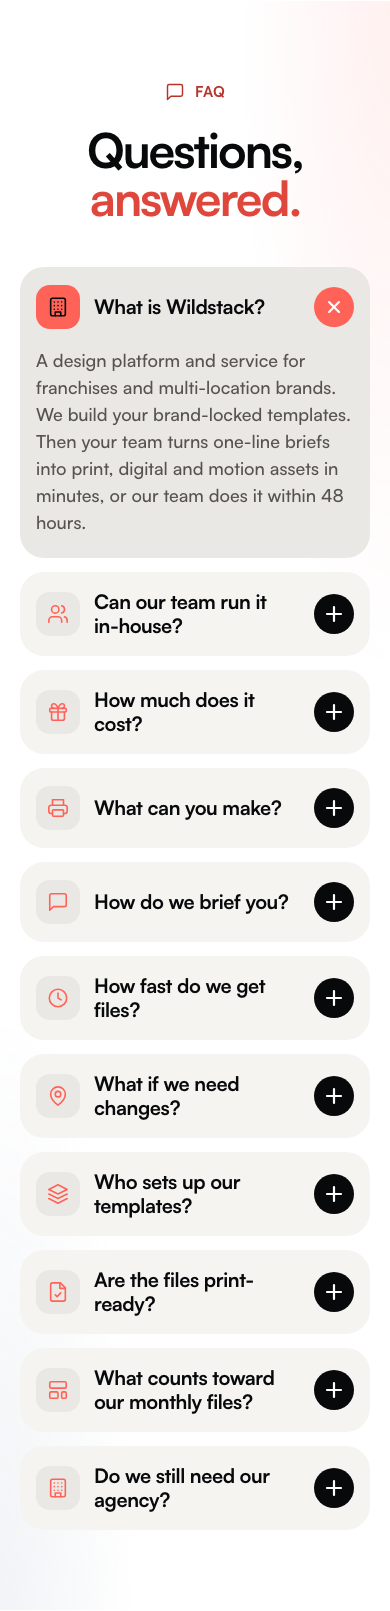 FAQ
Questions,
answered.
What is Wildstack?
A design platform and service for
franchises and multi-location brands.
We build your brand-locked templates.
Then your team turns one-line briefs
into print, digital and motion assets in
minutes, or our team does it within 48
hours.
Can our team run it
in-house?
How much does it
cost?
What can you make?
How do we brief you?
How fast do we get
files?
What if we need
changes?
Who sets up our
templates?
Are the files print-
ready?
What counts toward
our monthly files?
Do we still need our
agency?